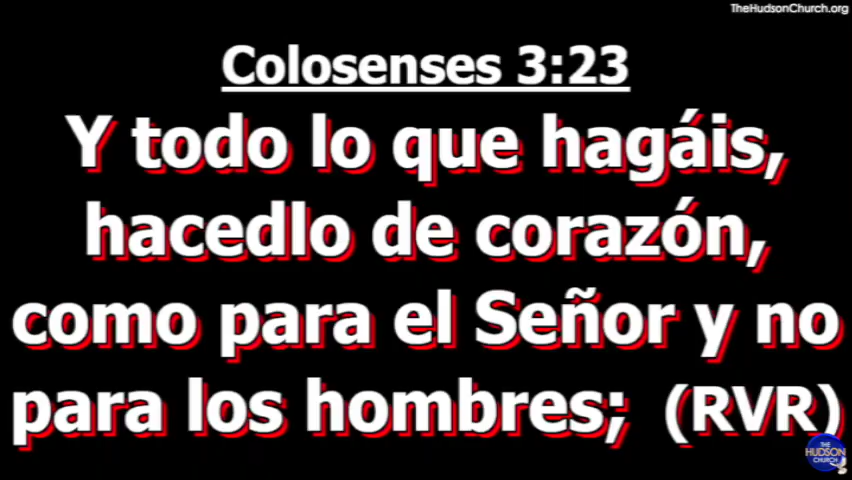 TheHudsonChurch.org
Colosenses 3:23
Y todo lo que hagáis,
hacedlo de corazón,
como para el Señor y no
para los hombres; (RVR)
THE
HUDSON
CHURCH